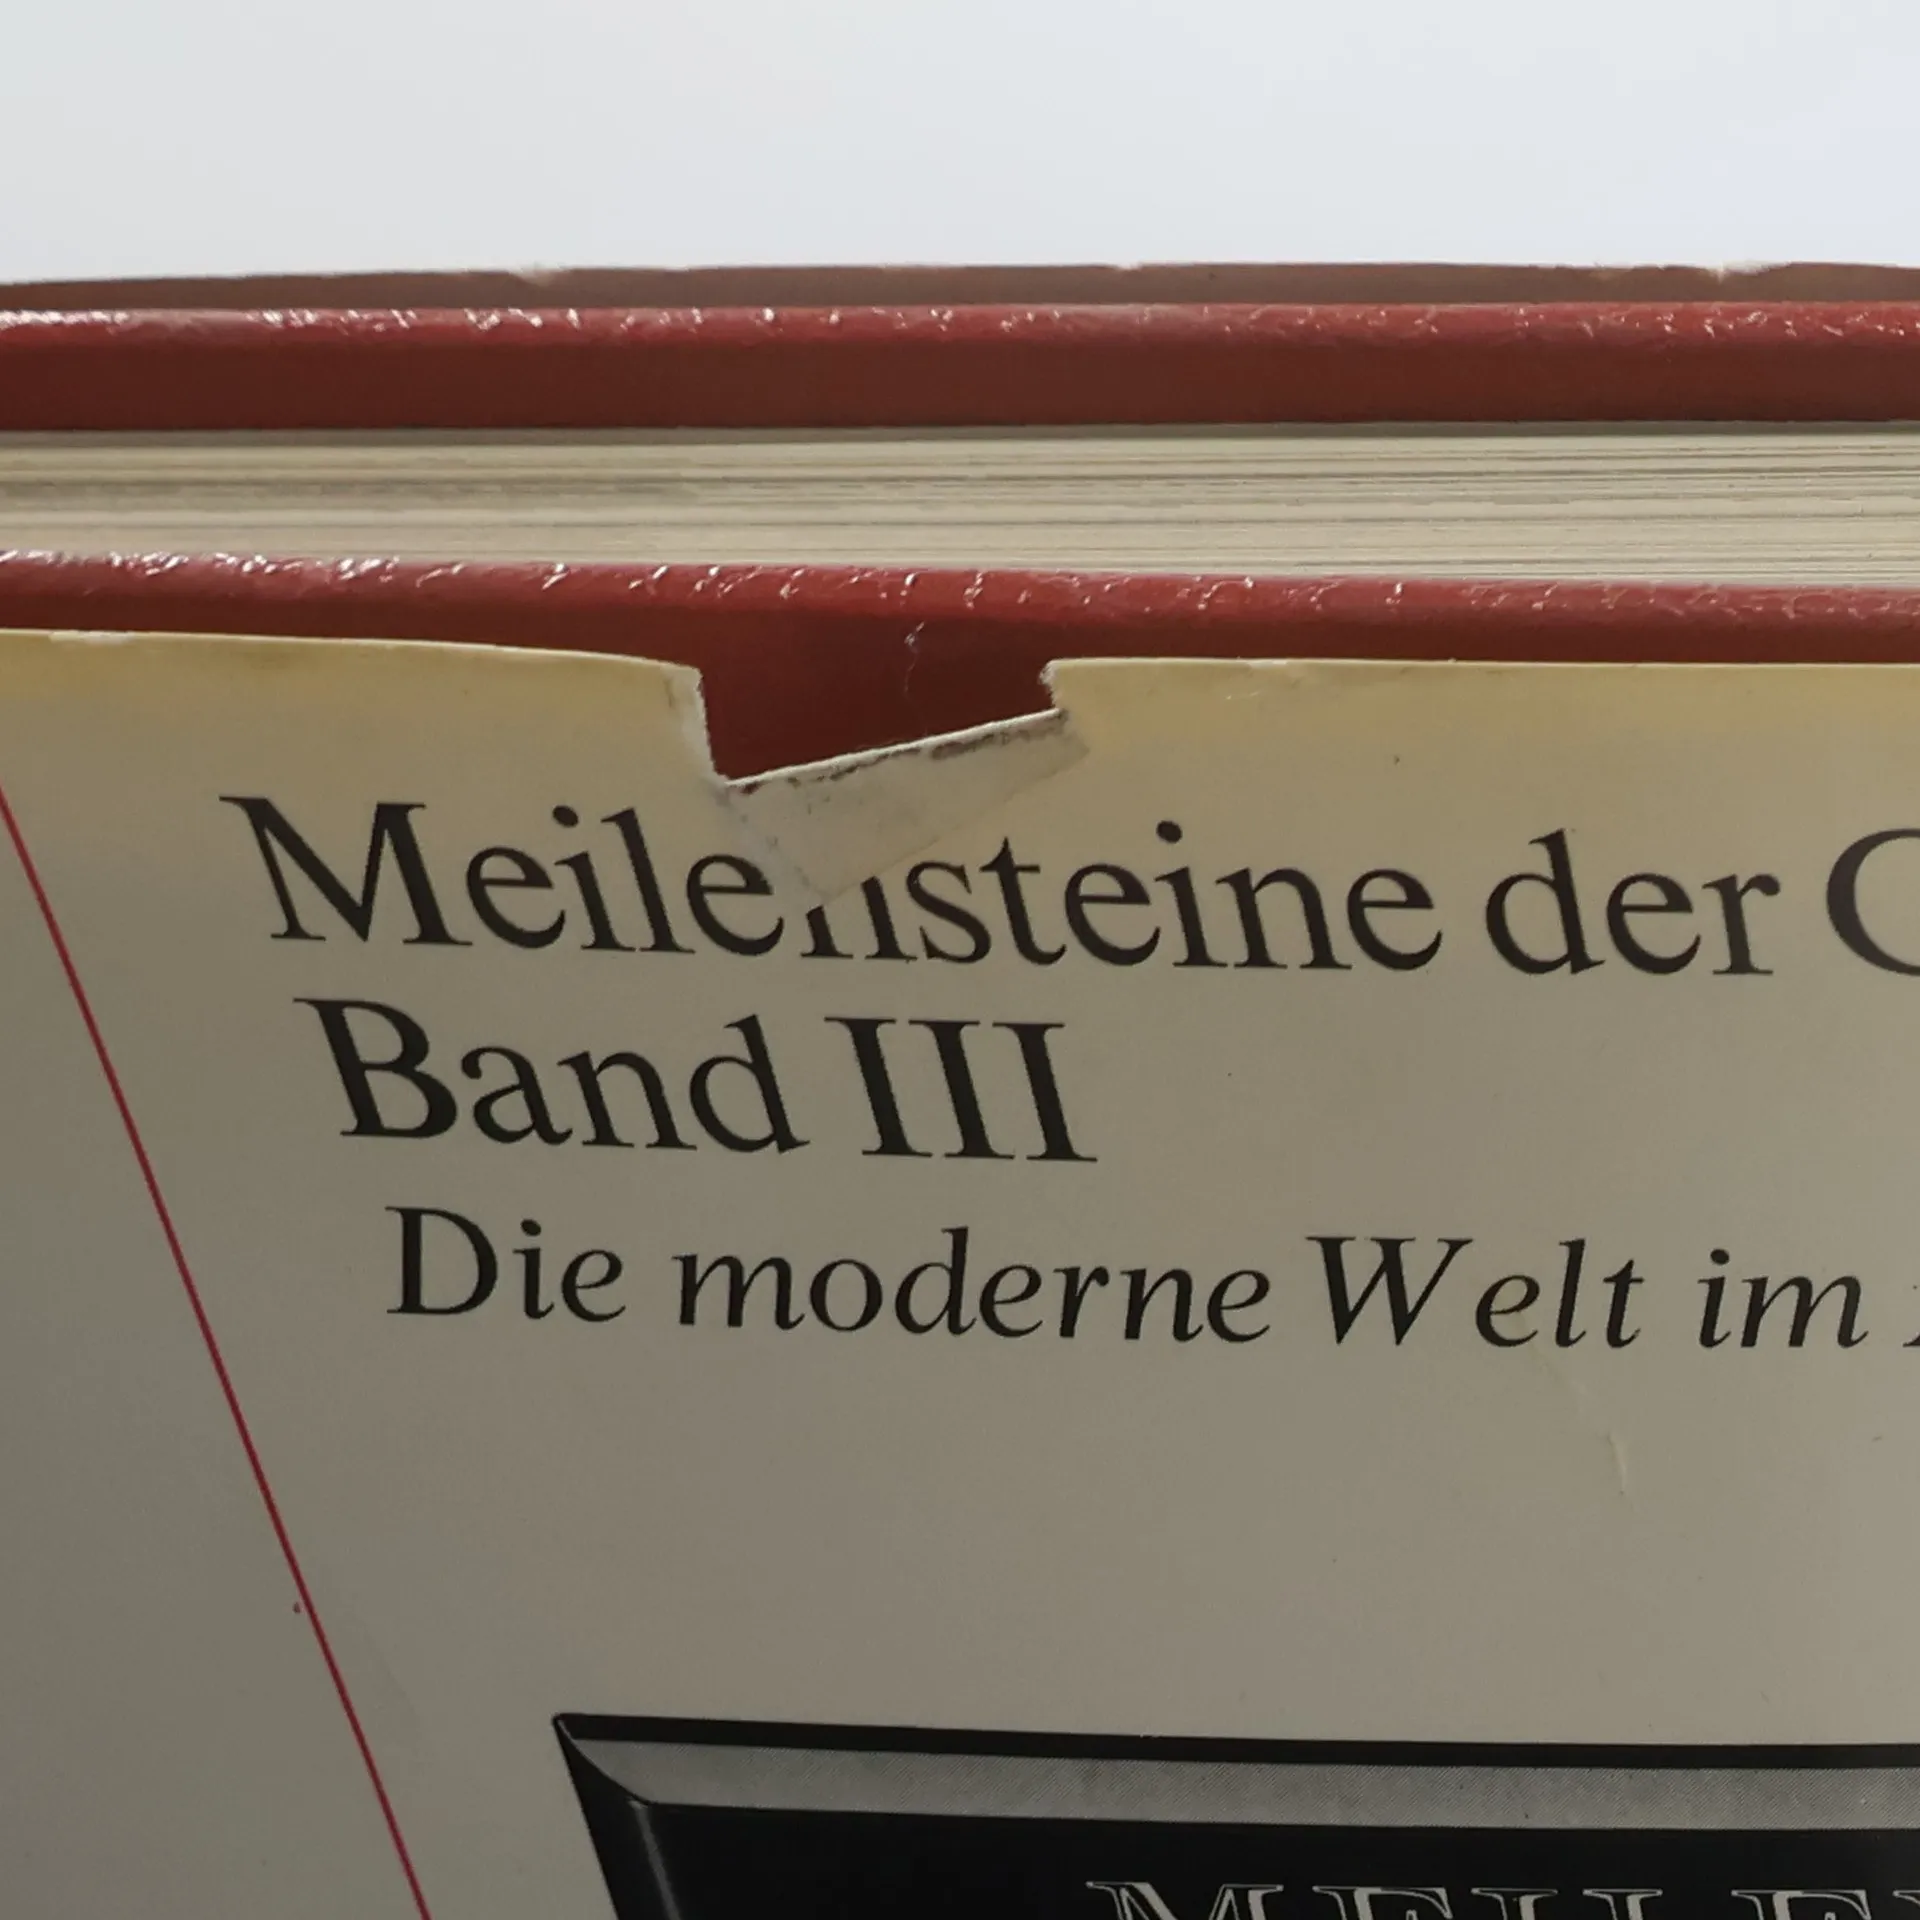 Meilensteine der
Band III
Die moderne Welt im